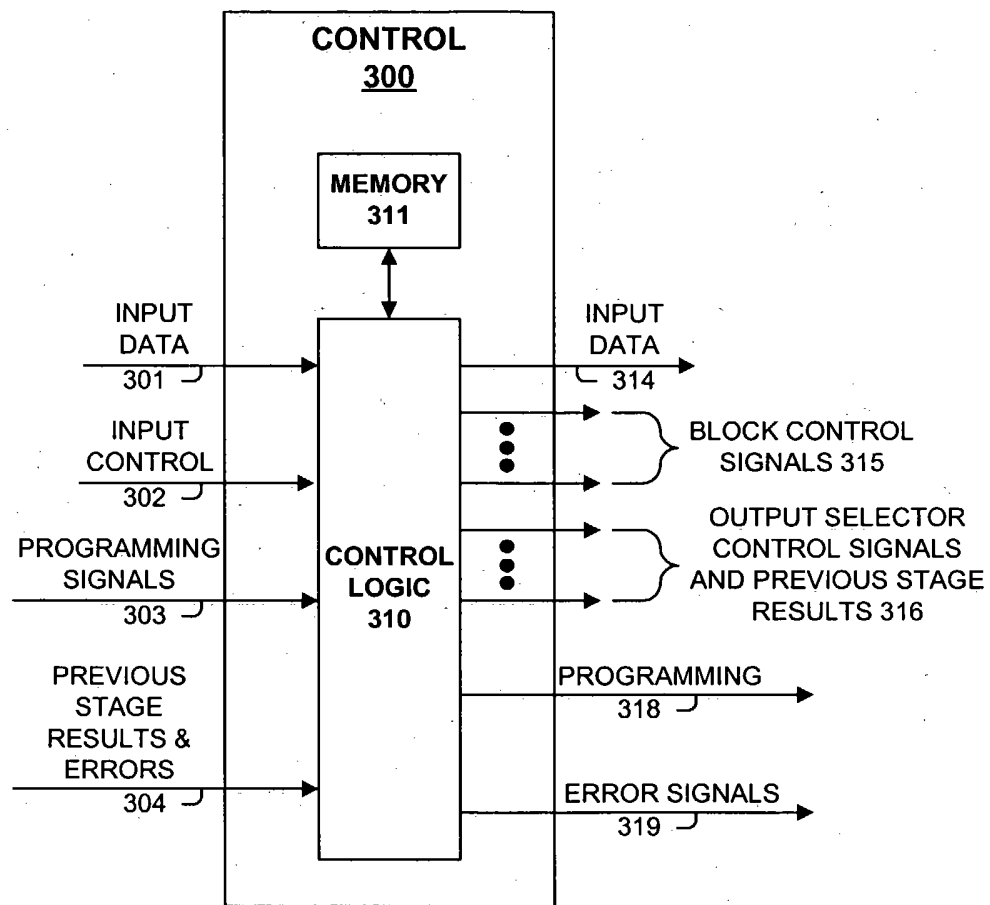 CONTROL
300
MEMORY
311
INPUT
DATA
301
INPUT
CONTROL
302
PROGRAMMING
SIGNALS
303
PREVIOUS
STAGE
RESULTS &
ERRORS
304
CONTROL
LOGIC
310
INPUT
DATA
314
BLOCK CONTROL
SIGNALS 315
OUTPUT SELECTOR
CONTROL SIGNALS
AND PREVIOUS STAGE
RESULTS 316
PROGRAMMING
318
ERROR SIGNALS
319